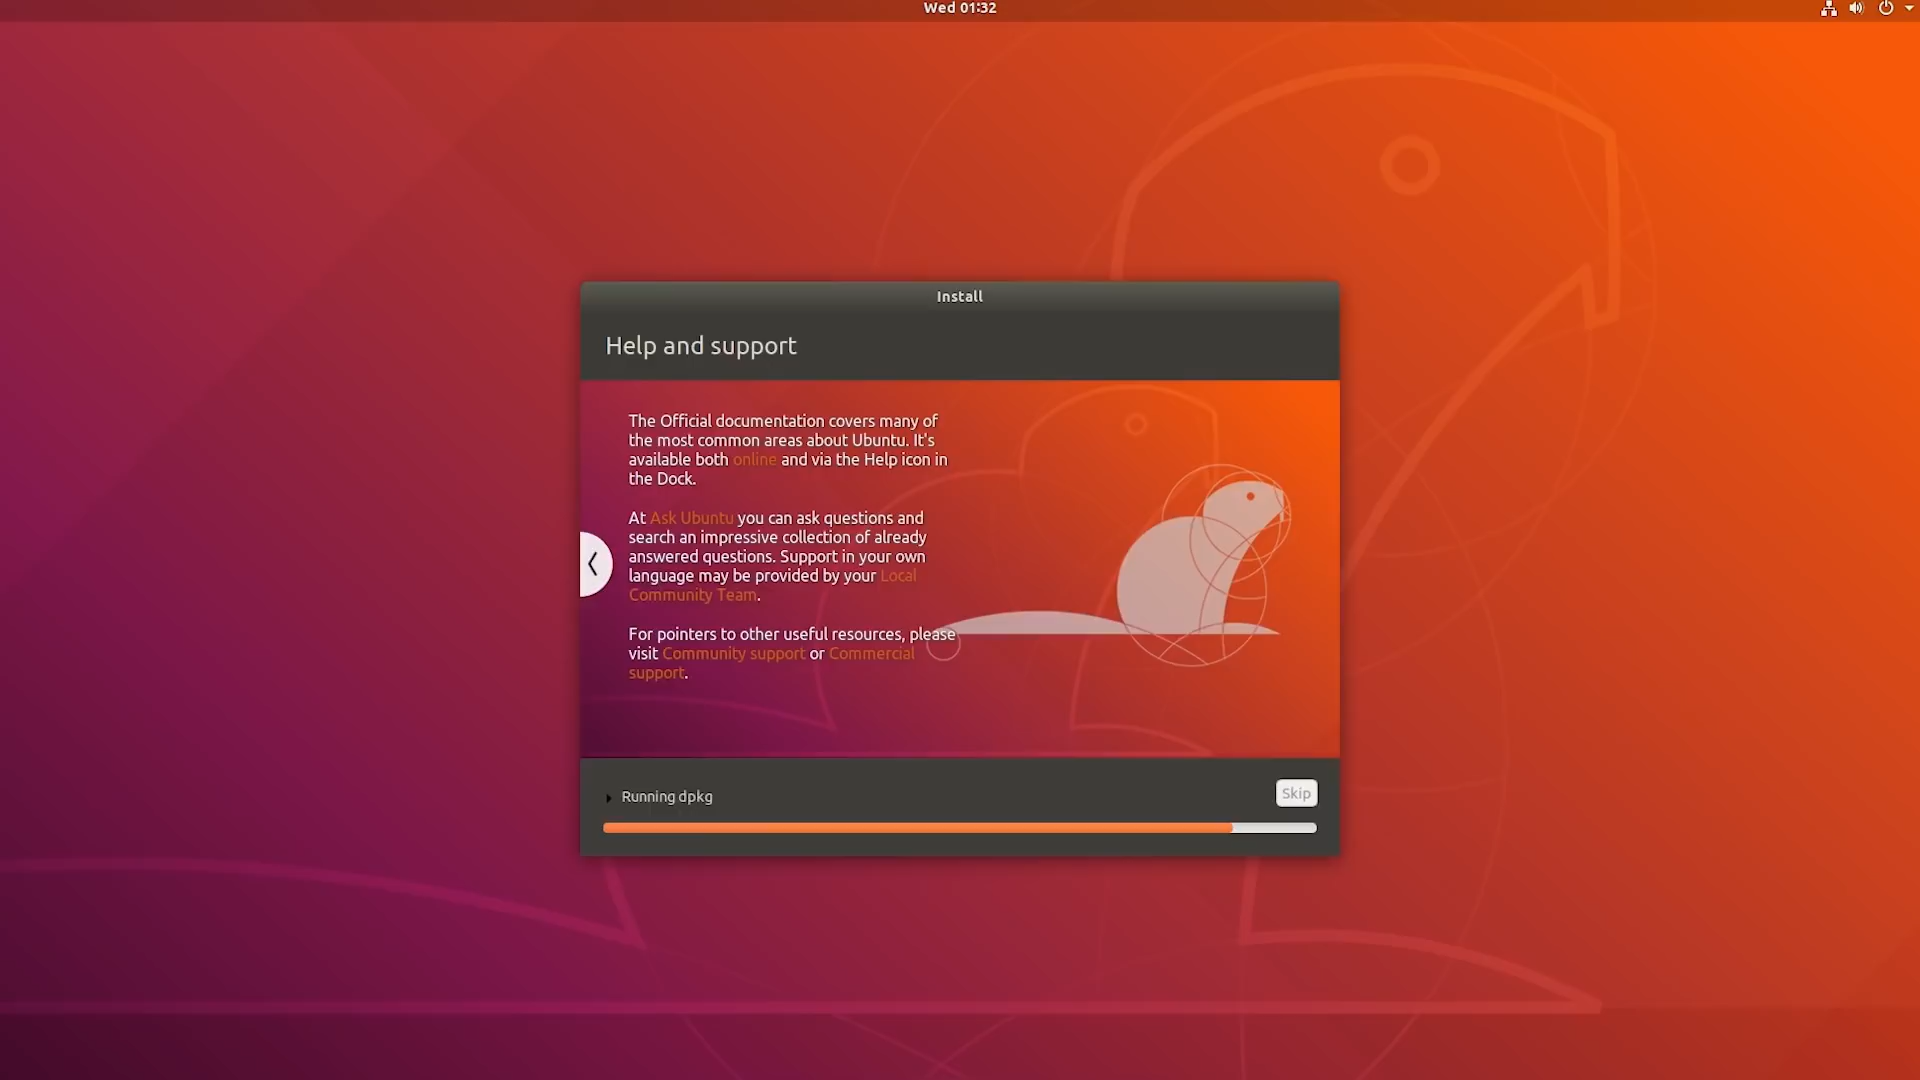 Wed 01:32
Install
Help and support
The Official documentation covers many of
the most common areas about Ubuntu. It's
available both online and via the Help icon in
the Dock.
At Ask Ubuntu you can ask questions and
search an impressive collection of already
answered questions. Support in your own
language may be provided by your Local
Community Team.
For pointers to other useful resources, please
visit Community support or Commercial
support.
Running dpkg
Skip